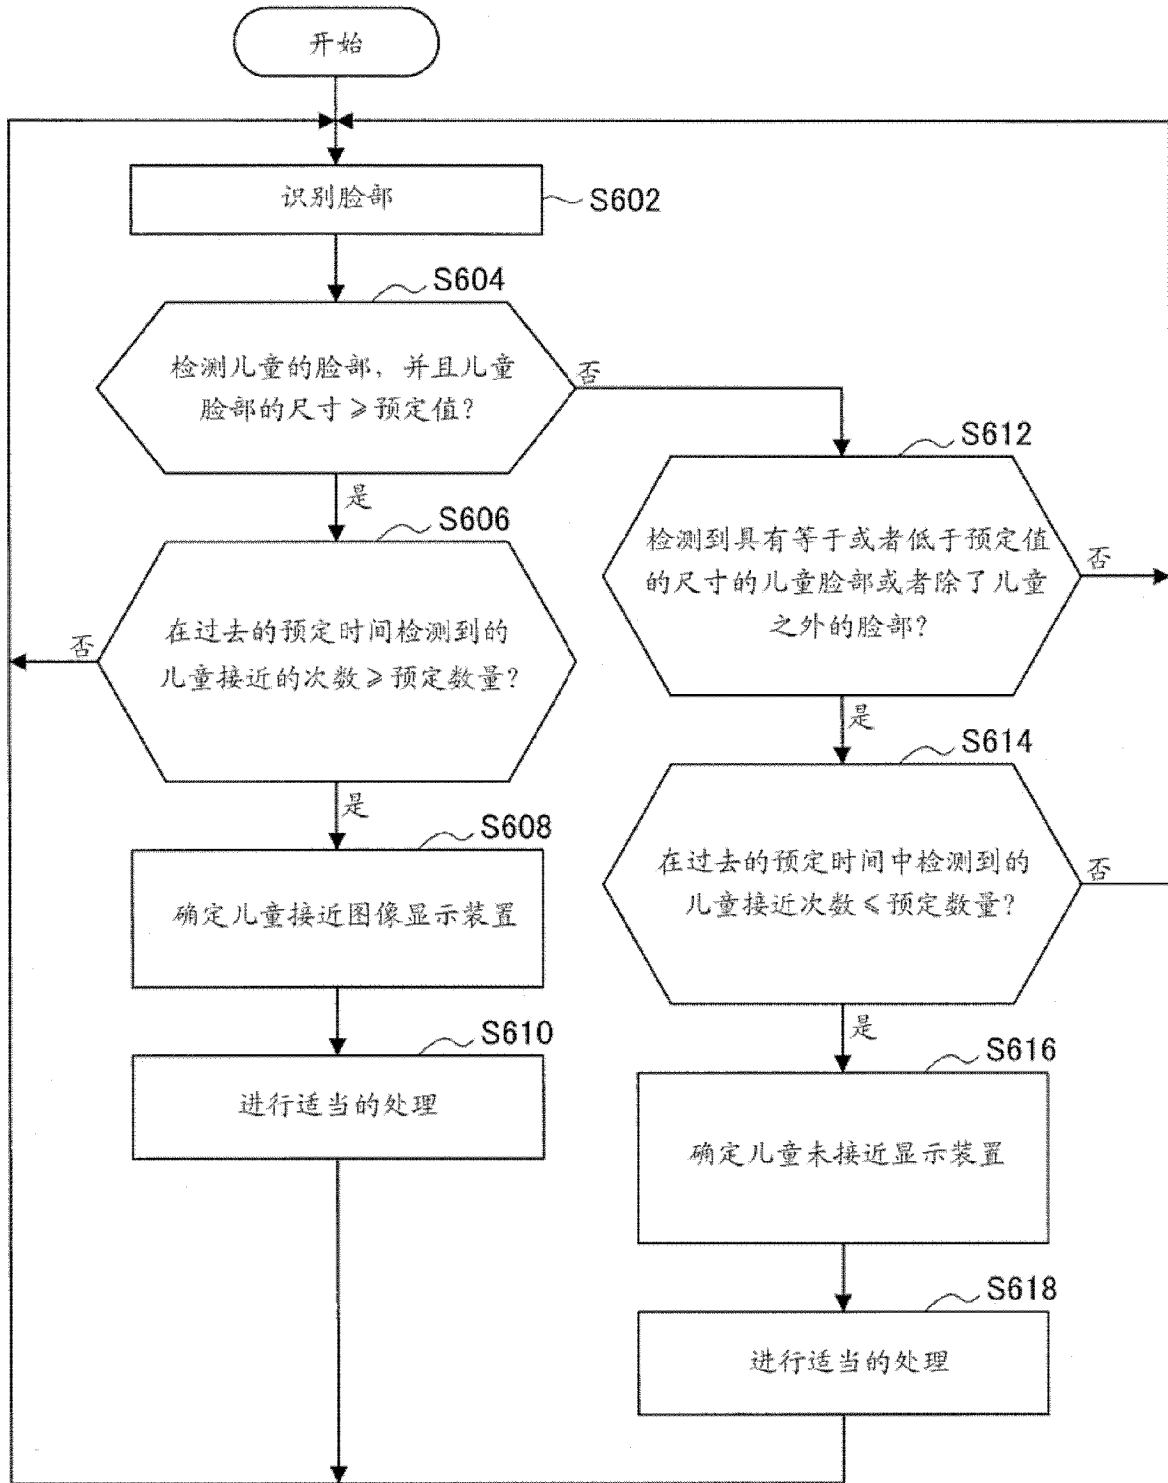 开始
识别脸部
S602
S604
检测儿童的脸部，并且儿童
脸部的尺寸≥预定值？
否
是
S606
在过去的预定时间检测到的
儿童接近的次数≥预定数量？
否
是
S608
确定儿童接近图像显示装置
S610
进行适当的处理
S612
检测到具有等于或者低于预定值
的尺寸的儿童脸部或者除了儿童
之外的脸部？
否
是
S614
在过去的预定时间中检测到的
儿童接近次数≤预定数量？
否
是
S616
确定儿童未接近显示装置
S618
进行适当的处理